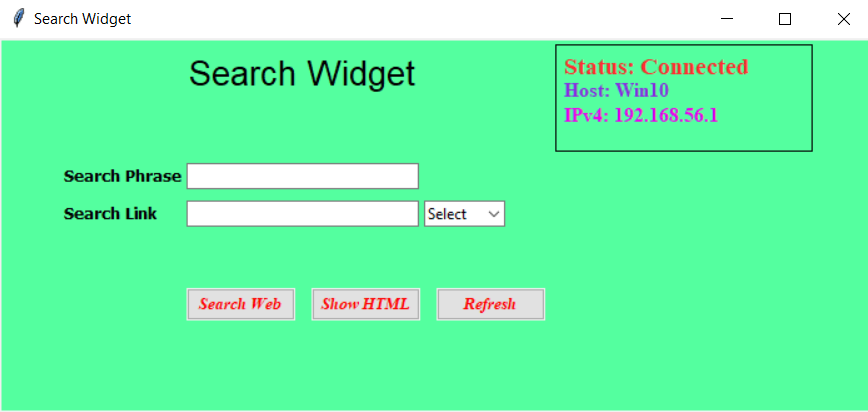 Search Widget
Search Widget
Status: Connected
Host: Win10
IPv4: 192.168.56.1
Search Phrase
Search Link
Select
Search Web
Show HTML
Refresh